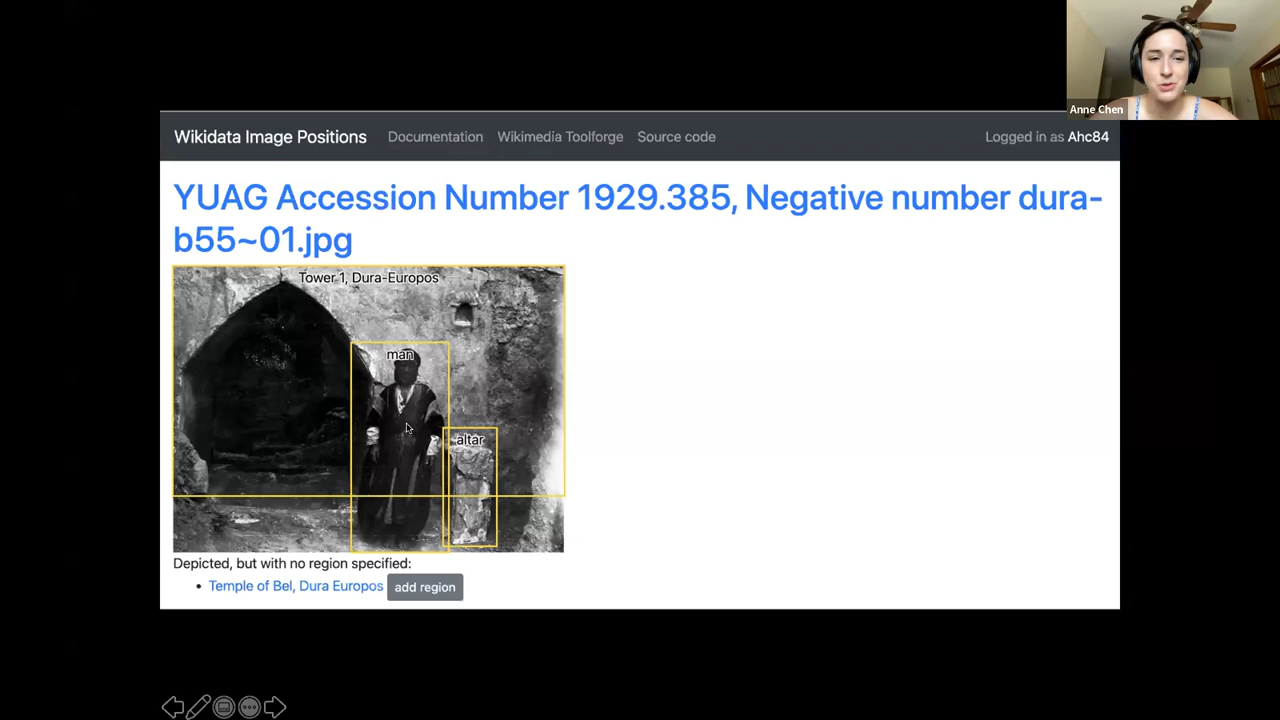 Anne Chen
Wikidata Image Positions Documentation Wikimedia Toolforge Source code Logged in as Ahc84
YUAG Accession Number 1929.385, Negative number dura-
b55~01.jpg
Tower 1, Dura-Europos
man
altar
Depicted, but with no region specified:
• Temple of Bel, Dura Europos add region